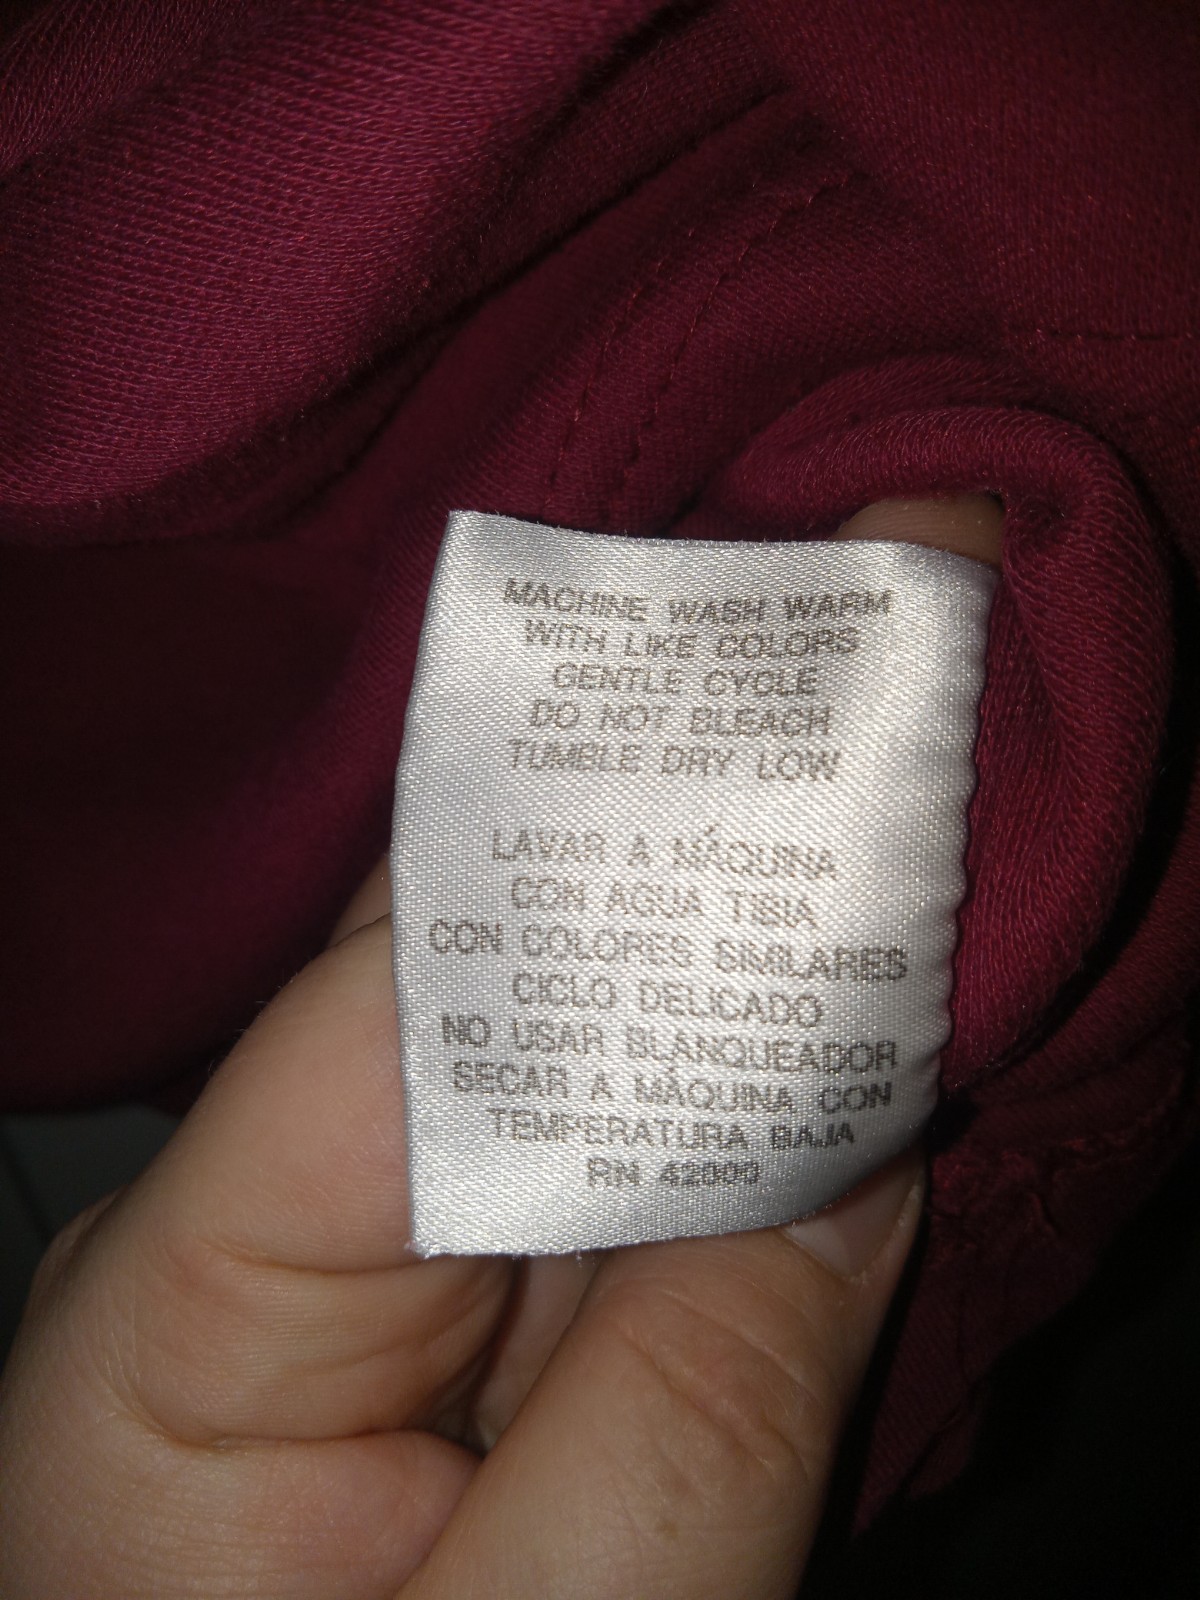 MACHINE WASH WARM
WITH LIKE COLORS
GENTLE CYCLE
DO NOT BLEACH
TUMBLE DRY LOW
LAVAR A MÁQUINA
CON AGUA TIBIA
CON COLORES SIMILARES
CICLO DELICADO
NO USAR BLANQUEADOR
SECAR A MÁQUINA CON
TEMPERATURA BAJA
RN 42000